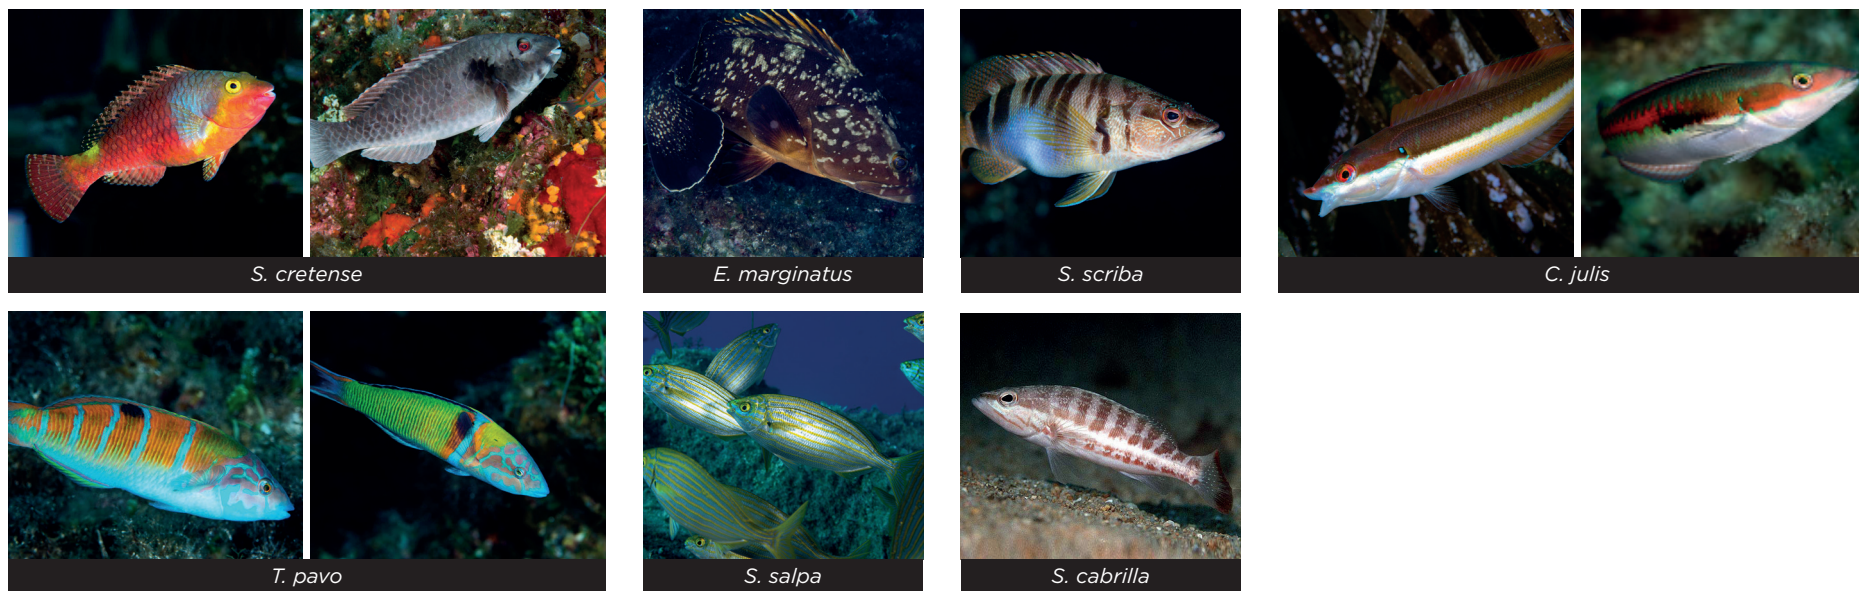 S. cretense
E. marginatus
S. scriba
C. julis
T. pavo
S. salpa
S. cabrilla